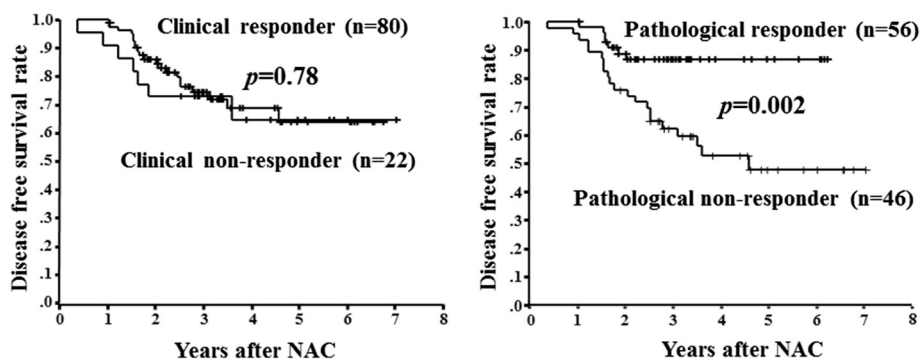 Disease free survival rate
1.0
.9
.8
.7
.6
.5
.4
.3
.2
.1
.0
Clinical responder (n=80)
p=0.78
Clinical non-responder (n=22)
0 1 2 3 4 5 6 7 8
Years after NAC
Disease free survival rate
1.0
.9
.8
.7
.6
.5
.4
.3
.2
.1
.0
Pathological responder (n=56)
p=0.002
Pathological non-responder (n=46)
0 1 2 3 4 5 6 7 8
Years after NAC